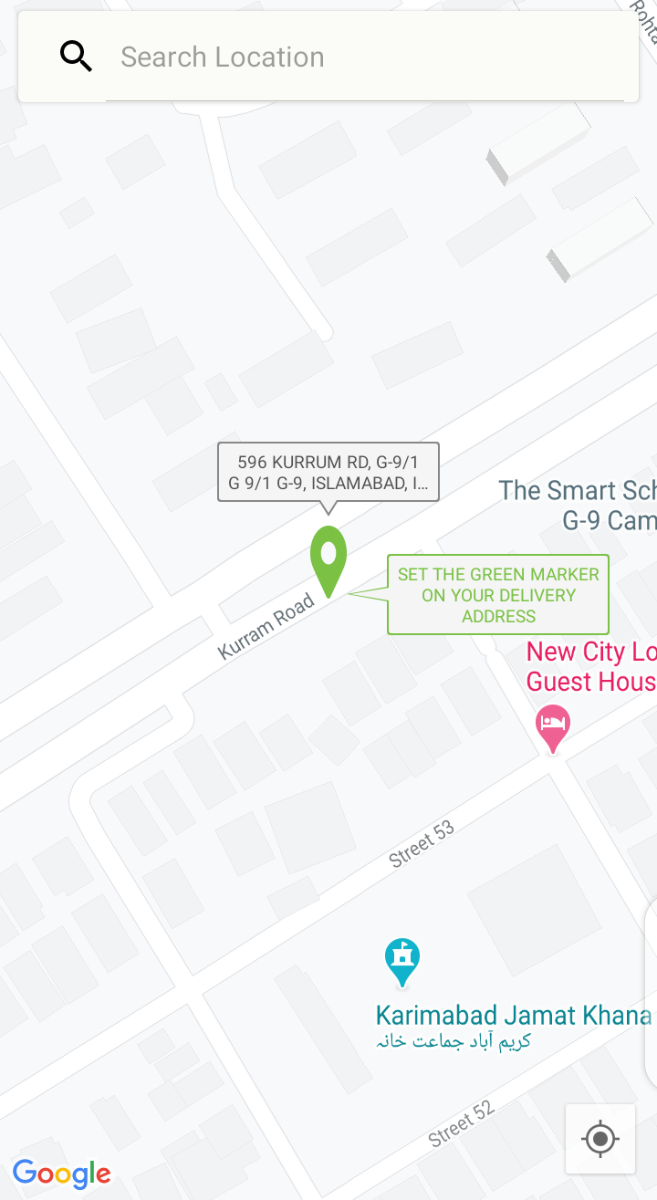 Rohta
Search Location
596 KURRUM RD, G-9/1
G 9/1 G-9, ISLAMABAD, I...
The Smart Sch
G-9 Cam
SET THE GREEN MARKER
ON YOUR DELIVERY
ADDRESS
Kurram Road
New City Lo
Guest Hous
Street 53
Karimabad Jamat Khana
کریم آباد جماعت خانہ
Street 52
Google